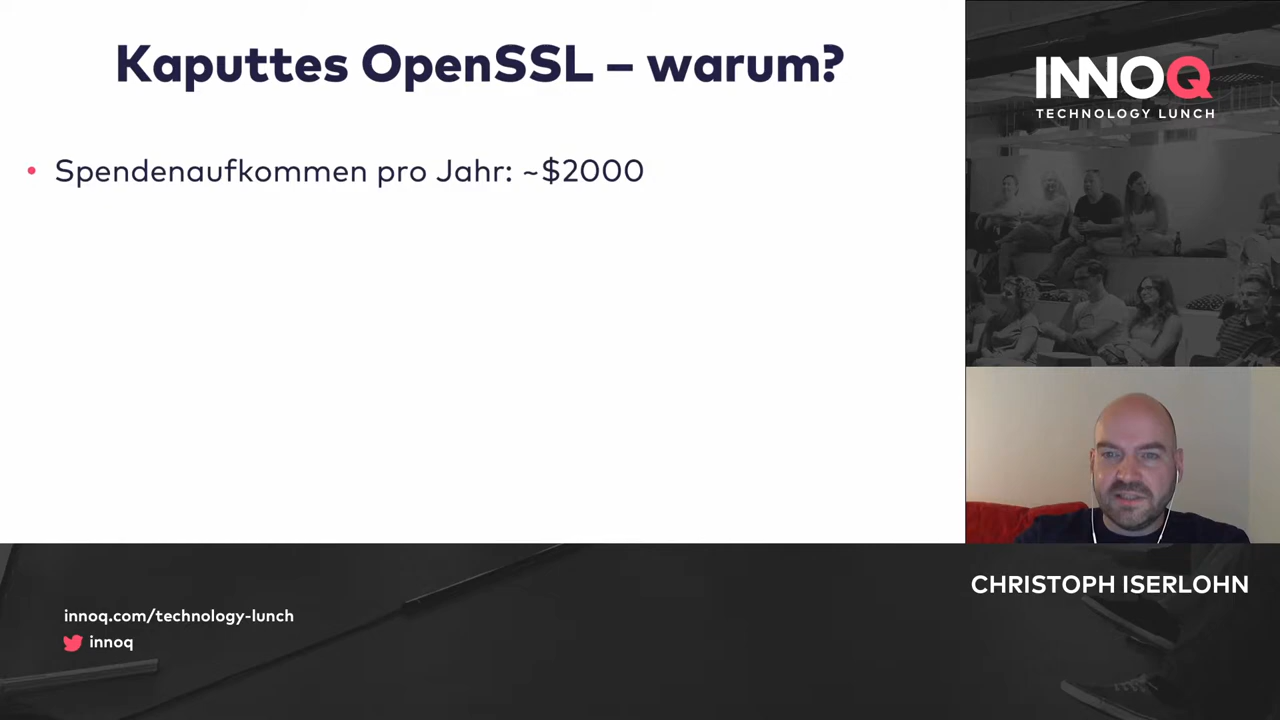 Kaputtes OpenSSL – warum?
• Spendenaufkommen pro Jahr: ~$2000
INNOQ
TECHNOLOGY LUNCH
CHRISTOPH ISERLOHN
innoq.com/technology-lunch
innoq